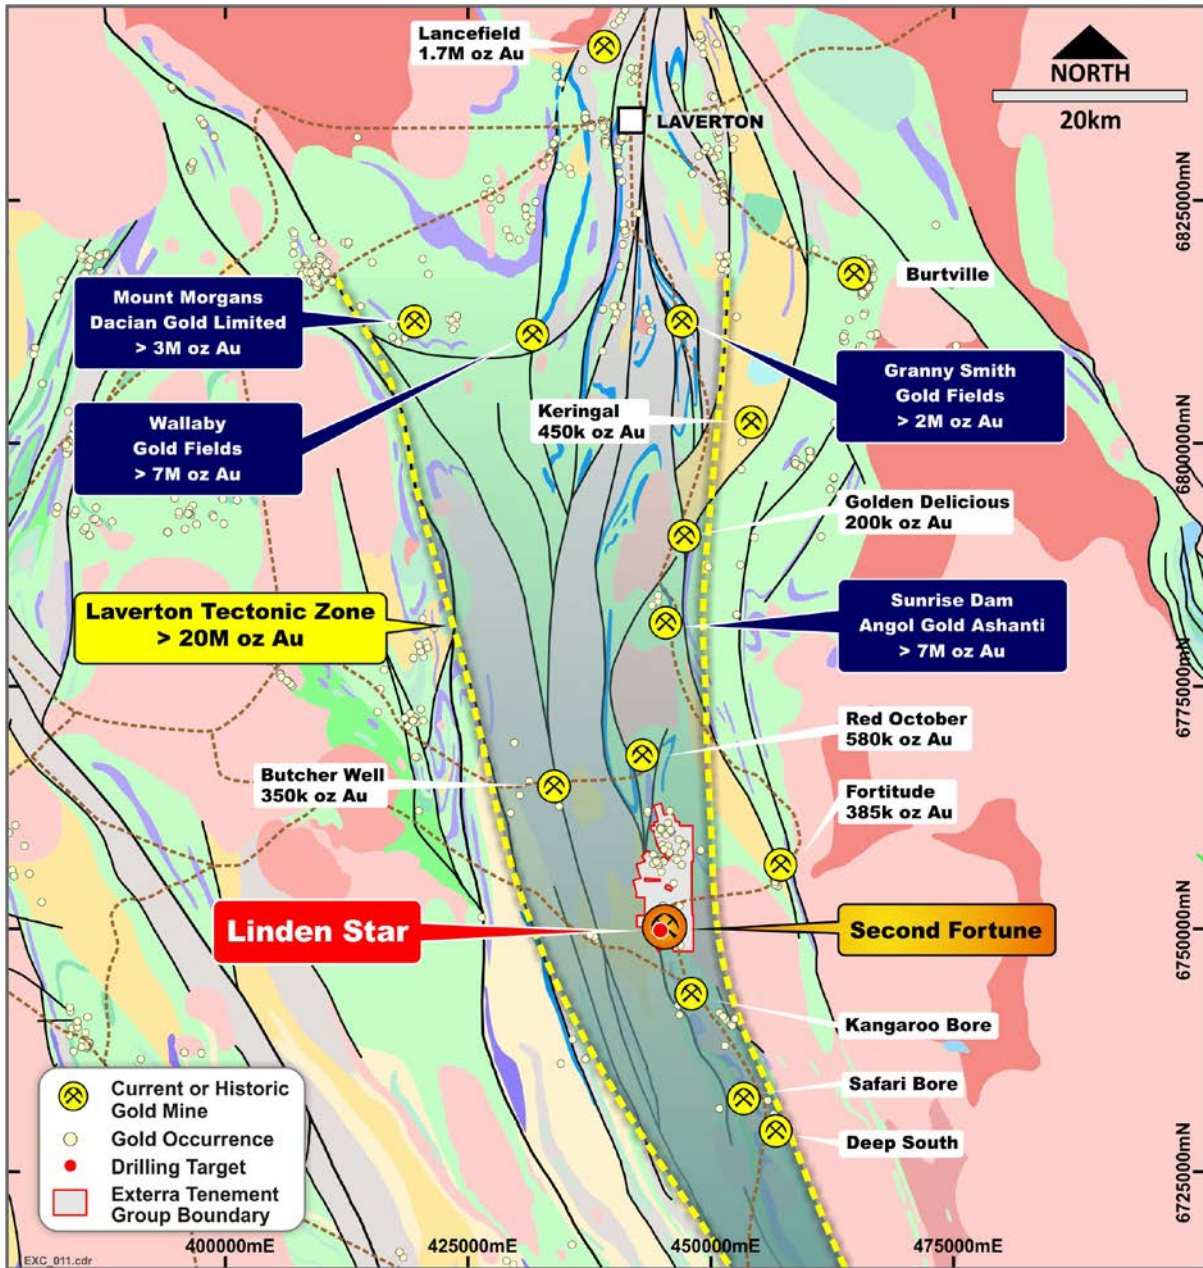 Lancefield
1.7M oz Au
NORTH
20km
LAVERTON
6825000mN
Burtville
Mount Morgans
Dacian Gold Limited
> 3M oz Au
Granny Smith
Gold Fields
> 2M oz Au
Wallaby
Gold Fields
> 7M oz Au
Keringal
450k oz Au
6800000mN
Golden Delicious
200k oz Au
Laverton Tectonic Zone
> 20M oz Au
Sunrise Dam
Angol Gold Ashanti
> 7M oz Au
6775000mN
Red October
580k oz Au
Butcher Well
350k oz Au
Fortitude
385k oz Au
Linden Star
Second Fortune
6750000mN
Kangaroo Bore
Safari Bore
Deep South
6725000mN
Current or Historic
Gold Mine
Gold Occurrence
Drilling Target
Exterra Tenement
Group Boundary
400000mE
425000mE
450000mE
475000mE
EXC_011.cdr